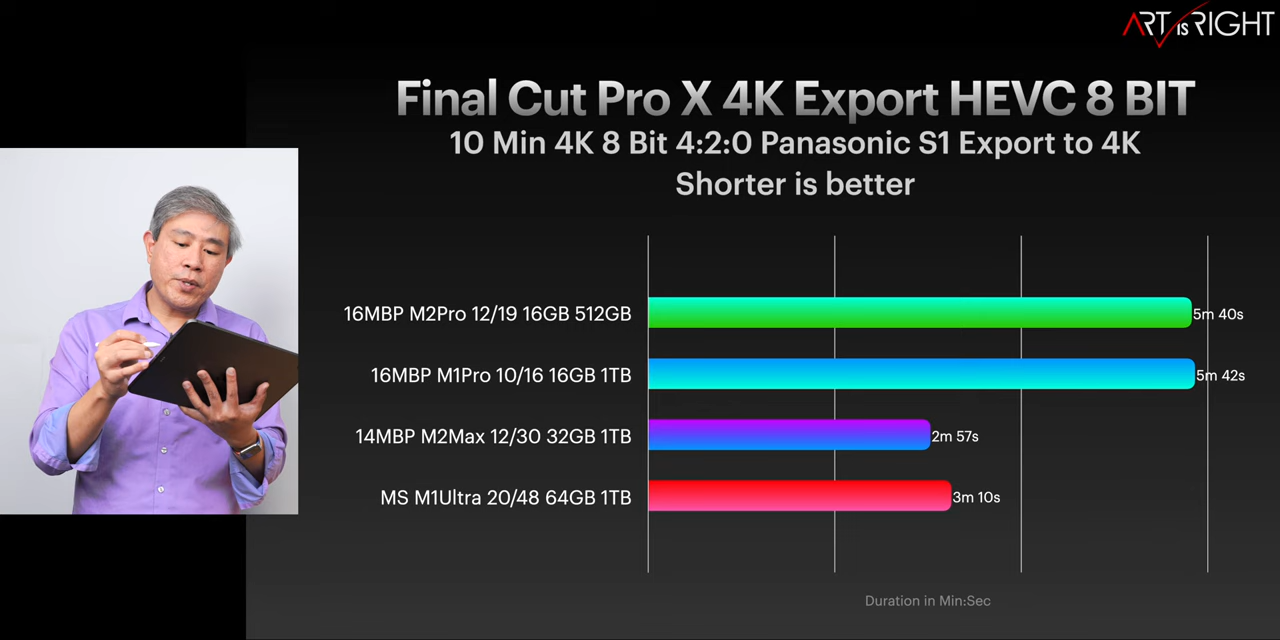 ART IS RIGHT
Final Cut Pro X 4K Export HEVC 8 BIT
10 Min 4K 8 Bit 4:2:0 Panasonic S1 Export to 4K
Shorter is better
16MBP M2Pro 12/19 16GB 512GB 5m 40s
16MBP M1Pro 10/16 16GB 1TB 5m 42s
14MBP M2Max 12/30 32GB 1TB 2m 57s
MS M1Ultra 20/48 64GB 1TB 3m 10s
Duration in Min:Sec